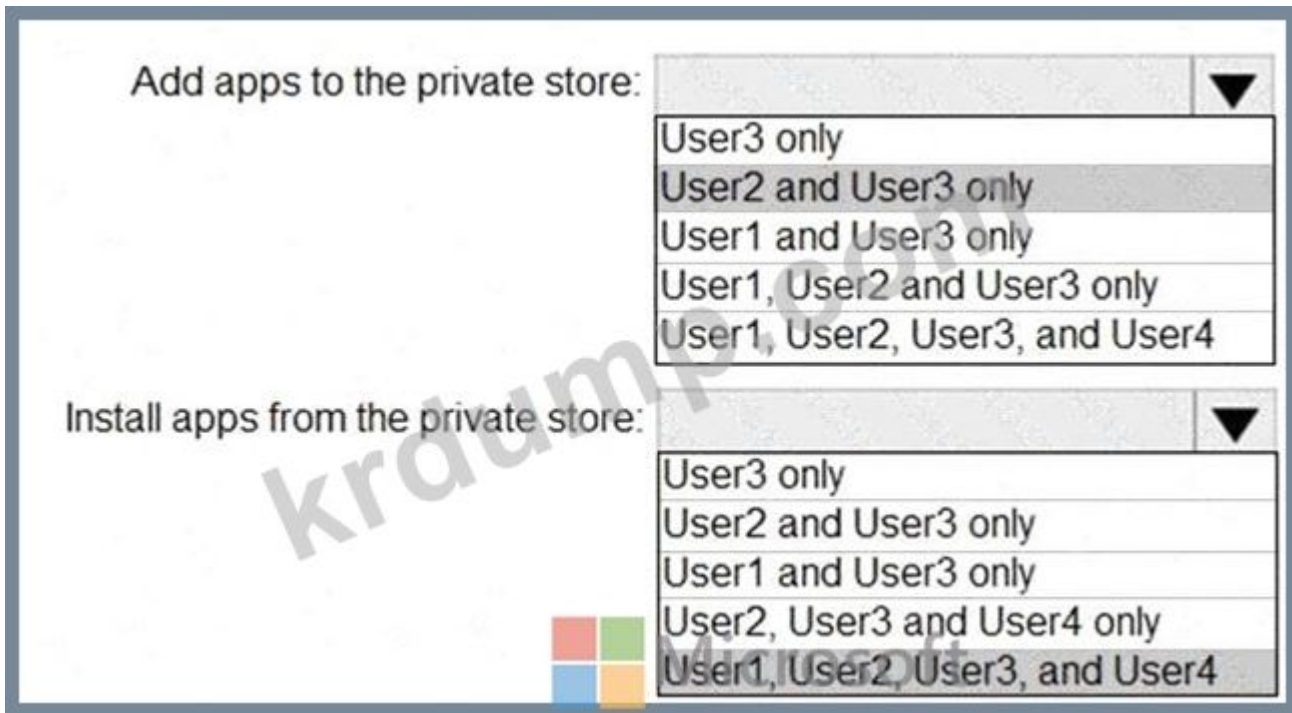 Add apps to the private store:
User3 only
User2 and User3 only
User1 and User3 only
User1, User2 and User3 only
User1, User2, User3, and User4
Install apps from the private store:
User3 only
User2 and User3 only
User1 and User3 only
User2, User3 and User4 only
User1, User2, User3, and User4
krdump.com
Microsoft